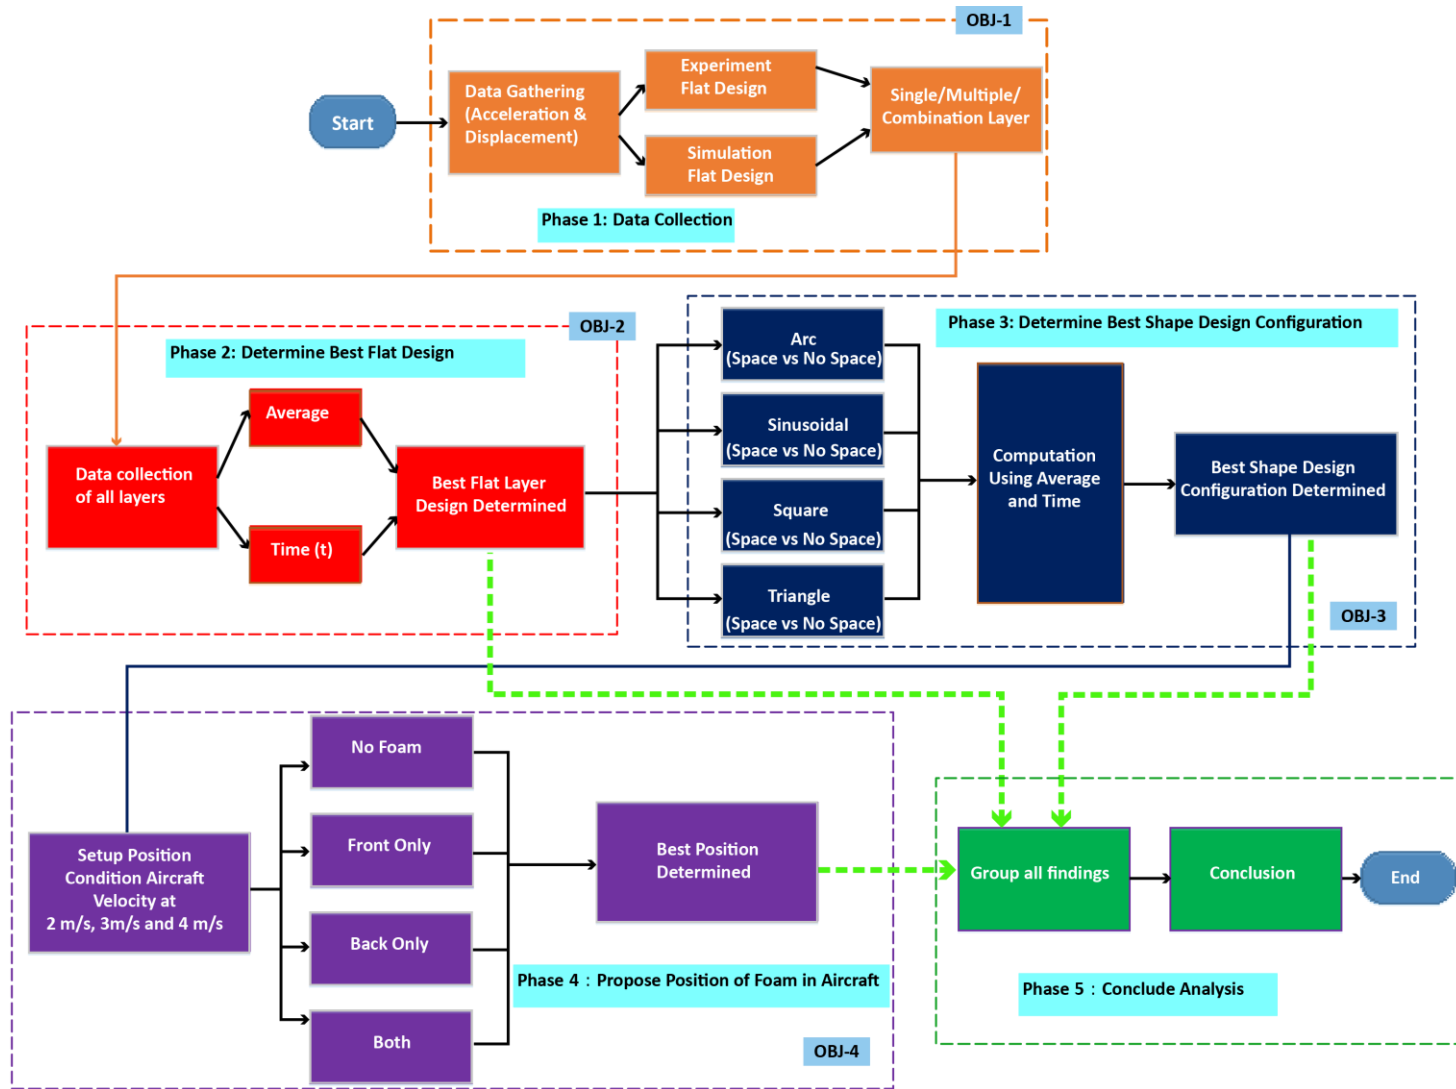 OBJ-1
Start
Data Gathering
(Acceleration &
Displacement)
Experiment
Flat Design
Simulation
Flat Design
Single/Multiple/
Combination Layer
Phase 1: Data Collection
OBJ-2
Phase 2: Determine Best Flat Design
Data collection
of all layers
Average
Time (t)
Best Flat Layer
Design Determined
Phase 3: Determine Best Shape Design Configuration
Arc
(Space vs No Space)
Sinusoidal
(Space vs No Space)
Square
(Space vs No Space)
Triangle
(Space vs No Space)
Computation
Using Average
and Time
Best Shape Design
Configuration Determined
OBJ-3
Setup Position
Condition Aircraft
Velocity at
2 m/s, 3m/s and 4 m/s
No Foam
Front Only
Back Only
Both
Best Position
Determined
Phase 4 : Propose Position of Foam in Aircraft
OBJ-4
Group all findings
Conclusion
End
Phase 5 : Conclude Analysis